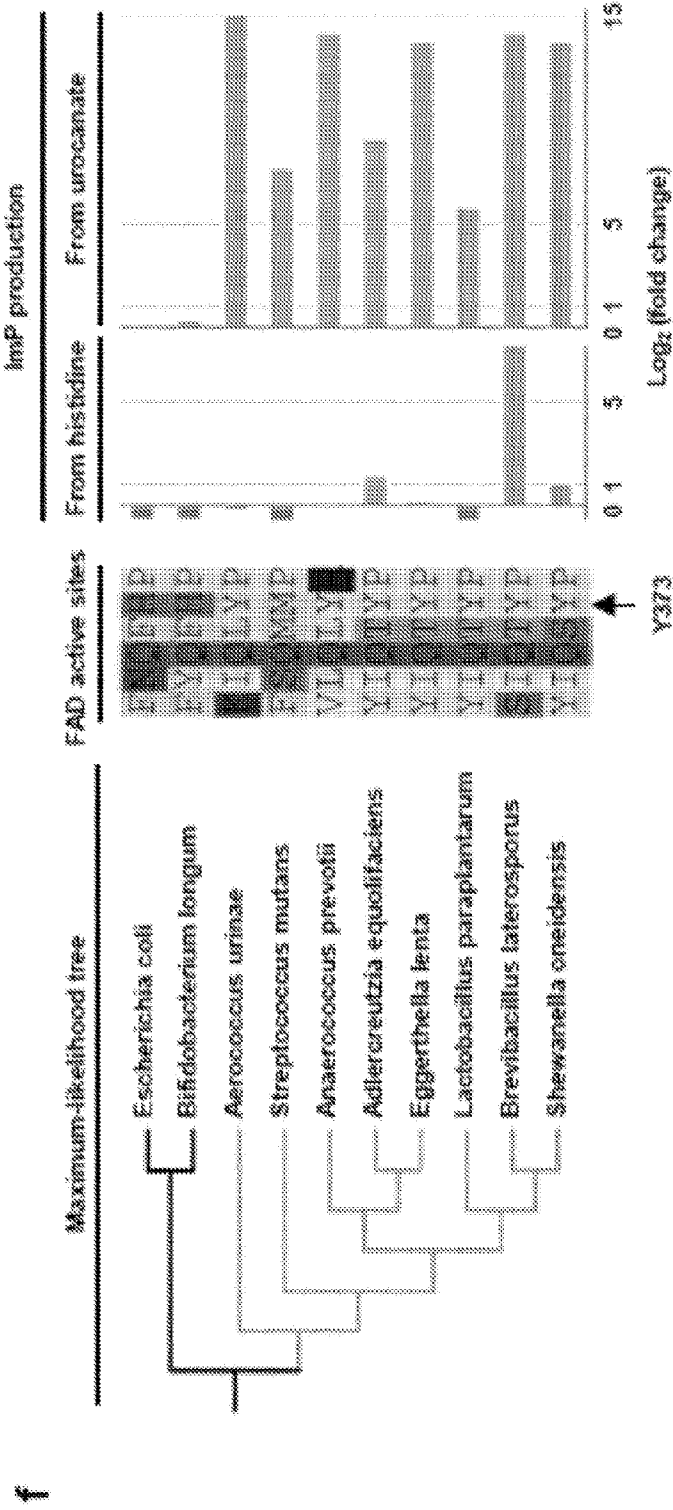 f
Maximum-likelihood tree
FAD active sites
ImP production
From histidine
From urocanate
Escherichia coli
Bifidobacterium longum
Aerococcus urinae
Streptococcus mutans
Anaerococcus prevotii
Adlercreutzia equolifaciens
Eggerthella lenta
Lactobacillus paraplantarum
Brevibacillus laterosporus
Shewanella oneidensis
Y373
0 1 5
0 1 5 15
Log₂ (fold change)